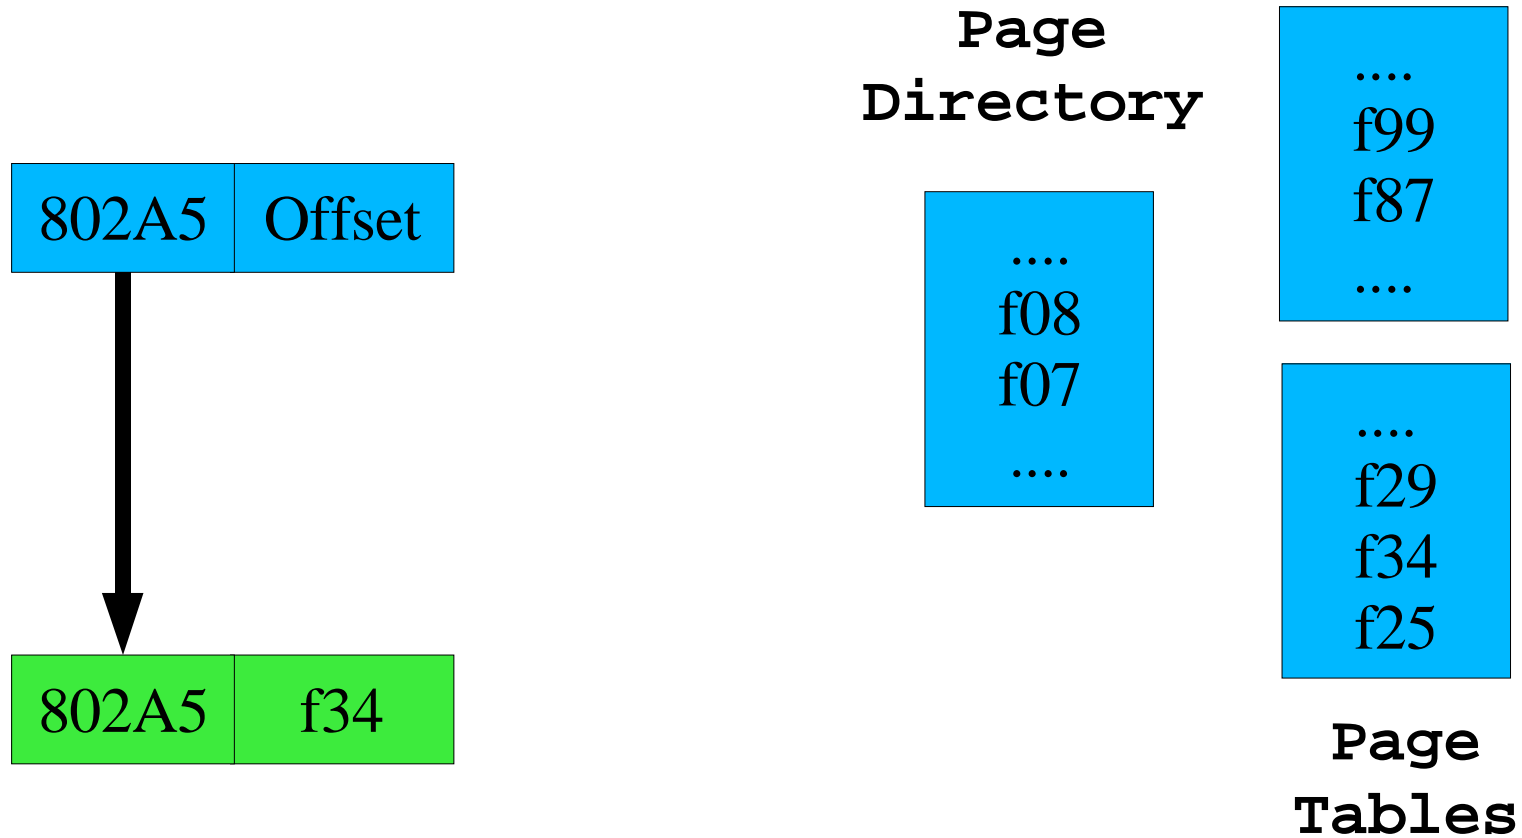 802A5 Offset
802A5 f34
Page
Directory
....
f08
f07
....
....
f99
f87
....
....
f29
f34
f25
Page
Tables